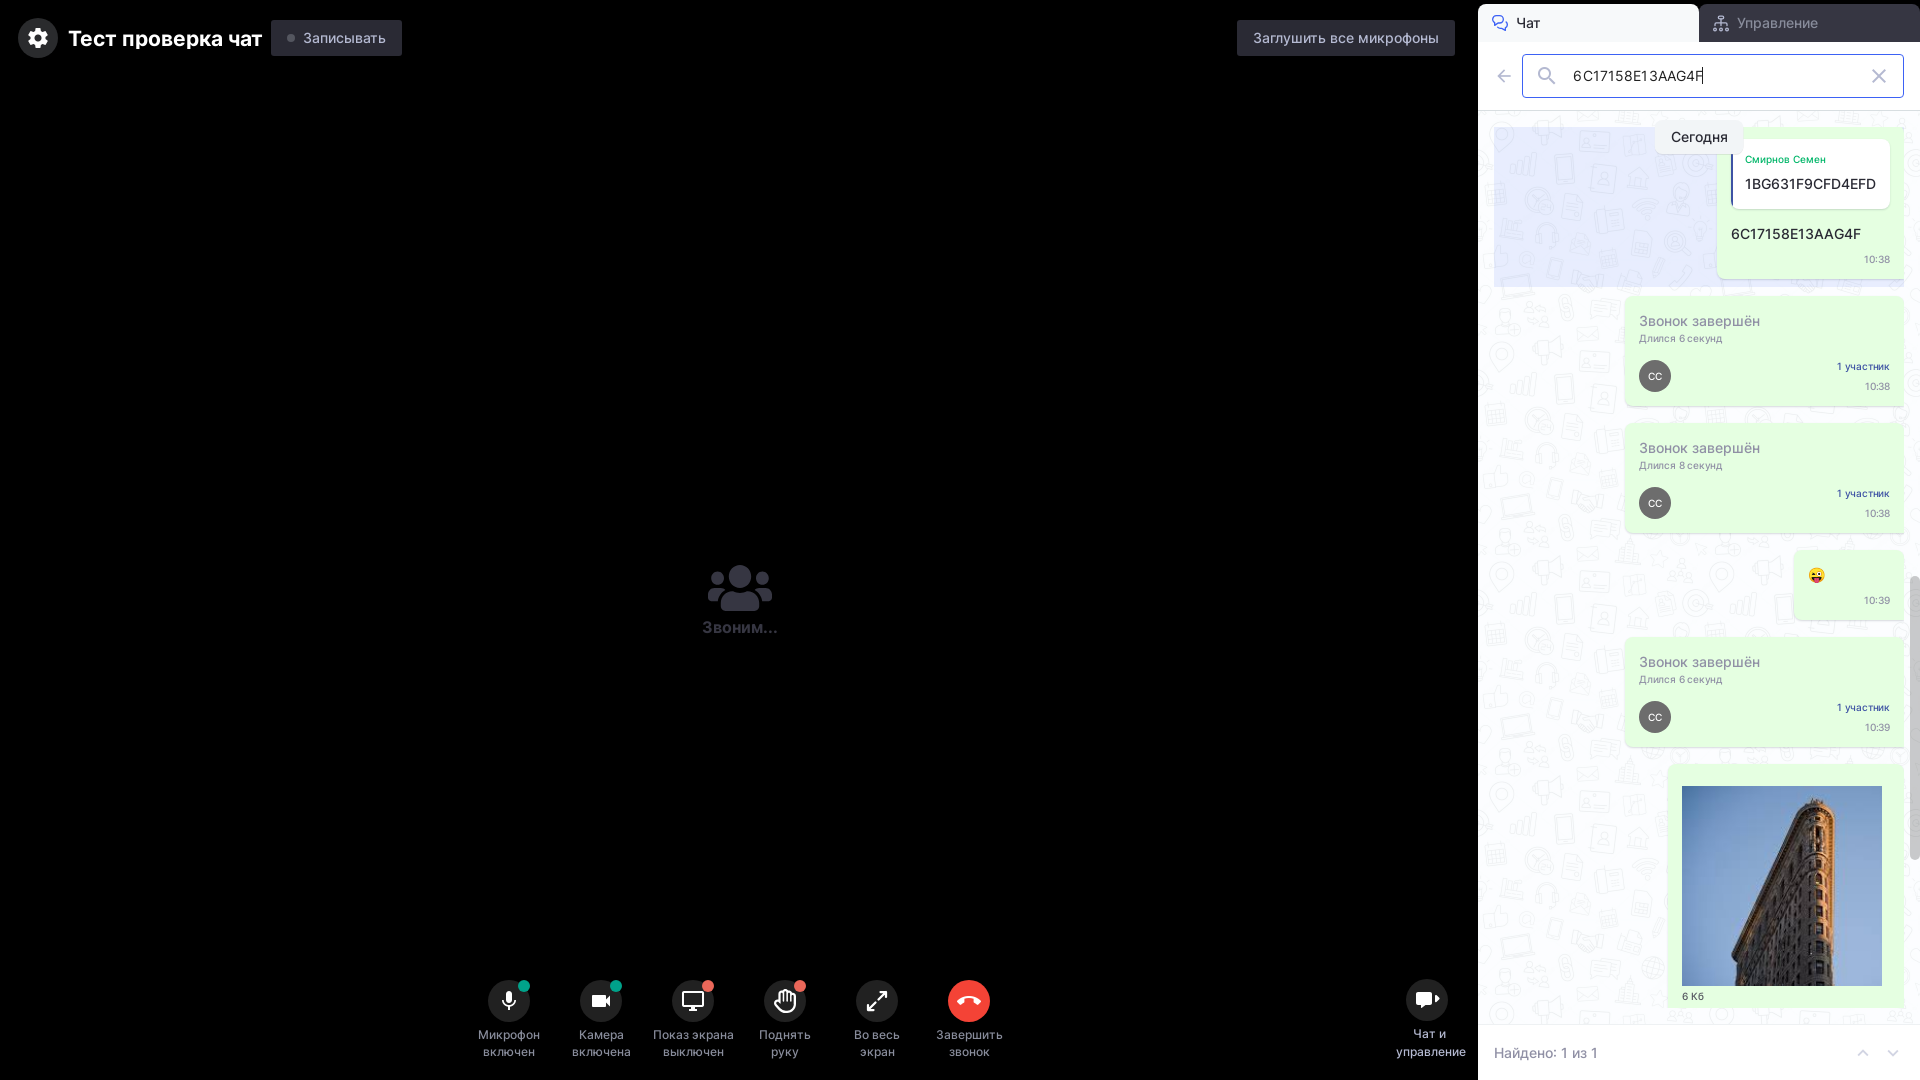 Тест проверка чат
Записывать
Заглушить все микрофоны
Чат
Управление
6C17158E13AAG4F
Сегодня
Смирнов Семен
1BG631F9CFD4EFD
6C17158E13AAG4F
10:38
Звонок завершён
Длился 6 секунд
СС
1 участник
10:38
Звонок завершён
Длился 8 секунд
СС
1 участник
10:38
10:39
Звонок завершён
Длился 6 секунд
СС
1 участник
10:39
6 Кб
Звоним...
Микрофон
включен
Камера
включена
Показ экрана
выключен
Поднять
руку
Во весь
экран
Завершить
звонок
Чат и
управление
Найдено: 1 из 1